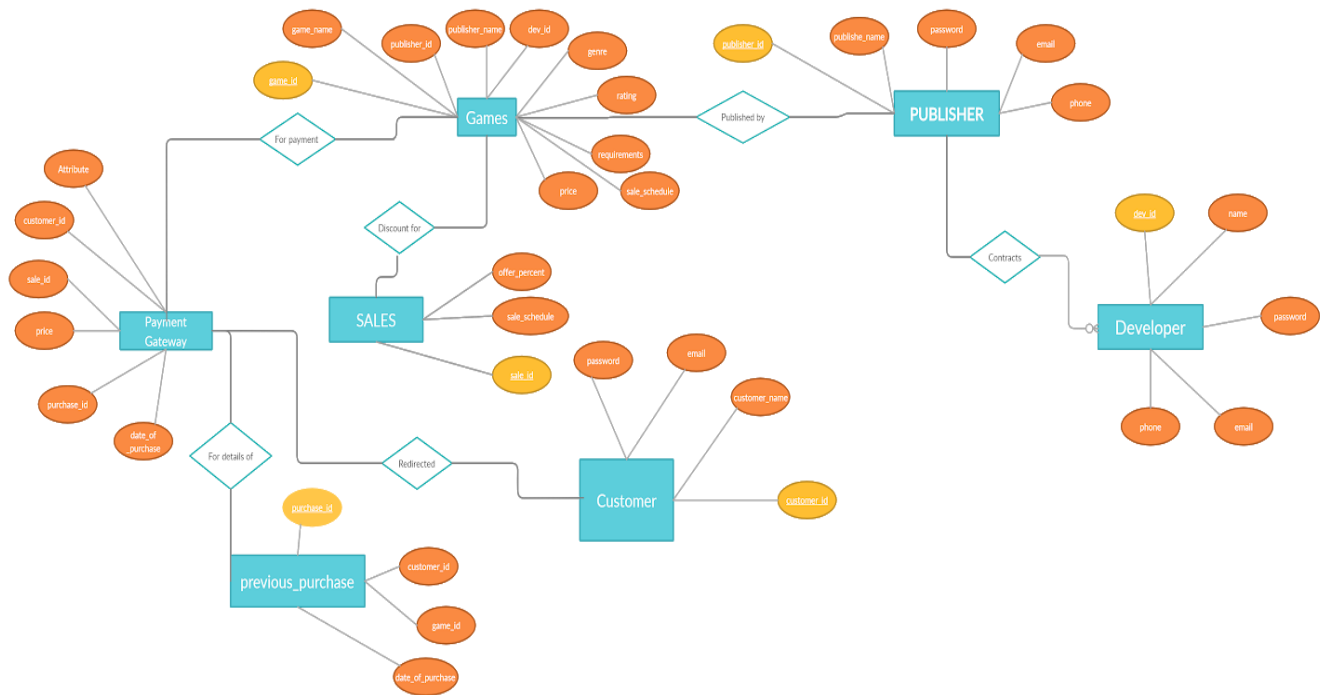 game_name
publisher_id
publisher_name
dev_id
genre
game_id
rating
Games
For payment
requirements
price
sale_schedule
publisher_id
publishe_name
password
email
phone
Published by
PUBLISHER
Attribute
customer_id
sale_id
price
Payment
Gateway
purchase_id
date_of
_purchase
Discount for
SALES
offer_percent
sale_schedule
sale_id
Contracts
dev_id
name
password
Developer
phone
email
For details of
Redirected
password
email
customer_name
Customer
customer_id
purchase_id
previous_purchase
customer_id
game_id
date_of_purchase